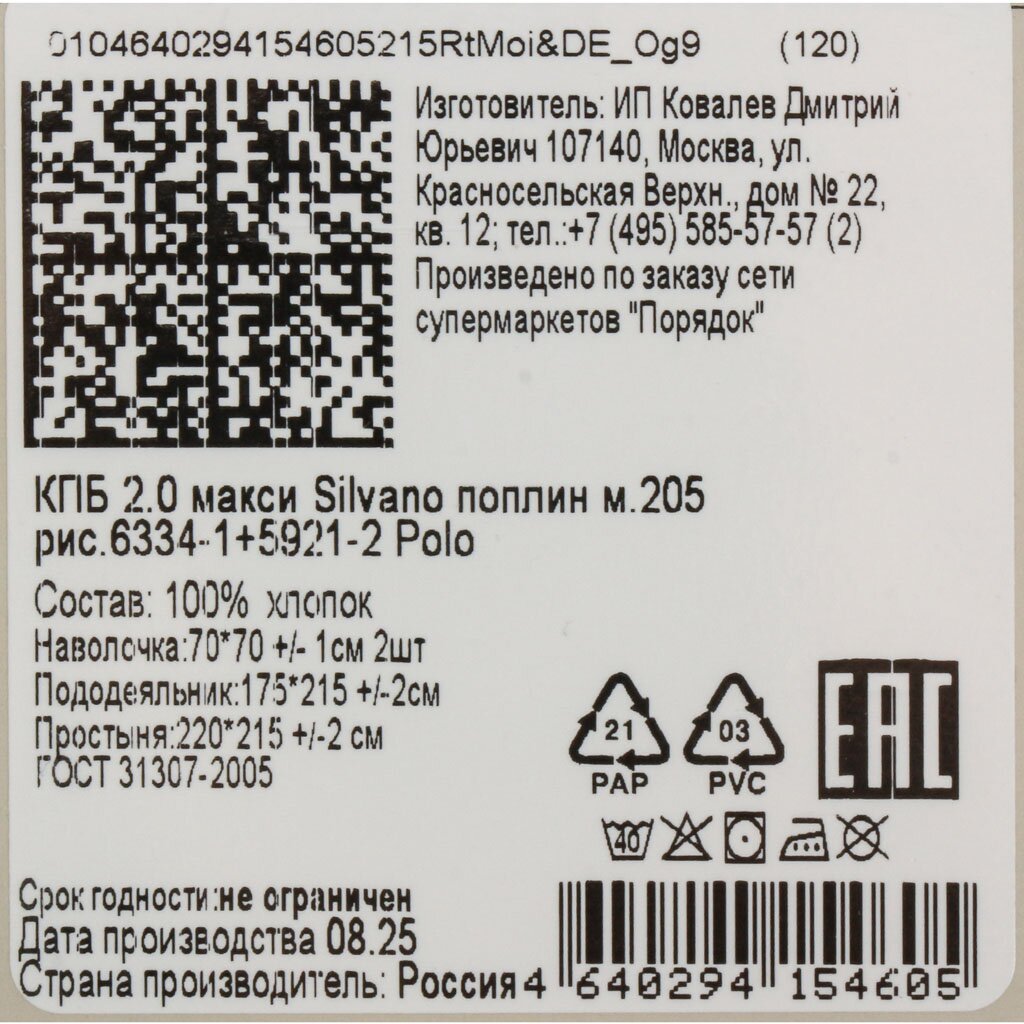 0104640294154605215RtMoi&DE_Og9 (120)
Изготовитель: ИП Ковалев Дмитрий
Юрьевич 107140, Москва, ул.
Красносельская Верхн., дом № 22,
кв. 12; тел.:+7 (495) 585-57-57 (2)
Произведено по заказу сети
супермаркетов "Порядок"
КПБ 2.0 макси Silvano поплин м.205
рис.6334-1+5921-2 Polo
Состав: 100% хлопок
Наволочка:70*70 +/- 1см 2шт
Пододеяльник:175*215 +/-2см
Простыня:220*215 +/-2 см
ГОСТ 31307-2005
21 03
PAP PVC
EAC
40
Срок годности:не ограничен
Дата производства 08.25
Страна производитель: Россия
4 640294 154605